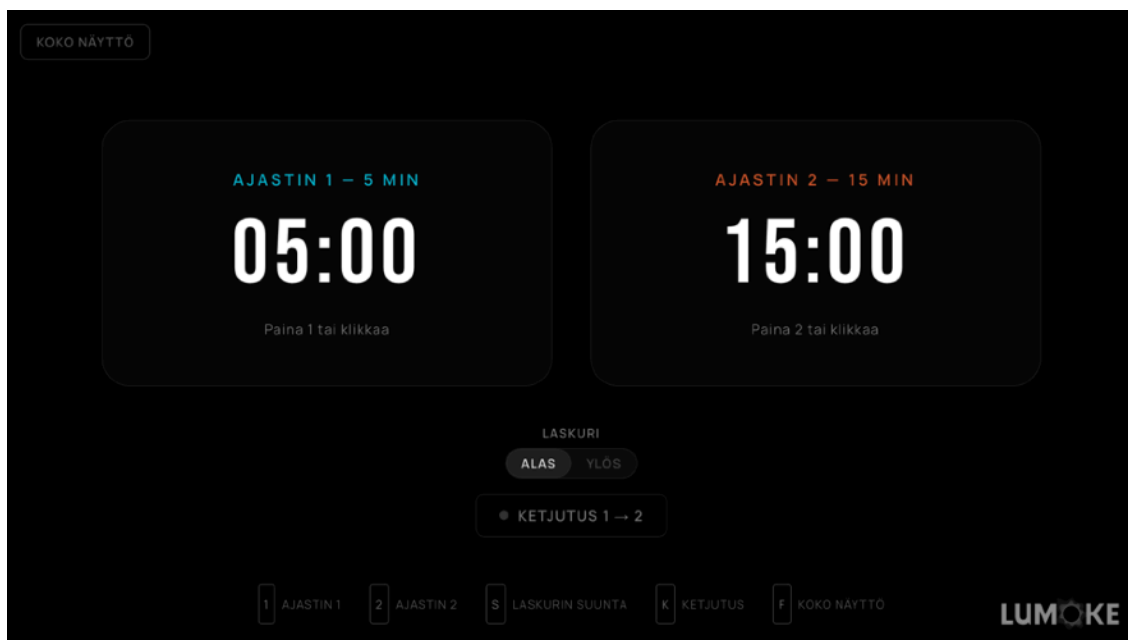 KOKO NÄYTTÖ
AJASTIN 1 — 5 MIN
05:00
Paina 1 tai klikkaa
AJASTIN 2 — 15 MIN
15:00
Paina 2 tai klikkaa
LASKURI
ALAS YLÖS
KETJUTUS 1 → 2
1 AJASTIN 1 2 AJASTIN 2 S LASKURIN SUUNTA K KETJUTUS F KOKO NÄYTTÖ
LUMOKE